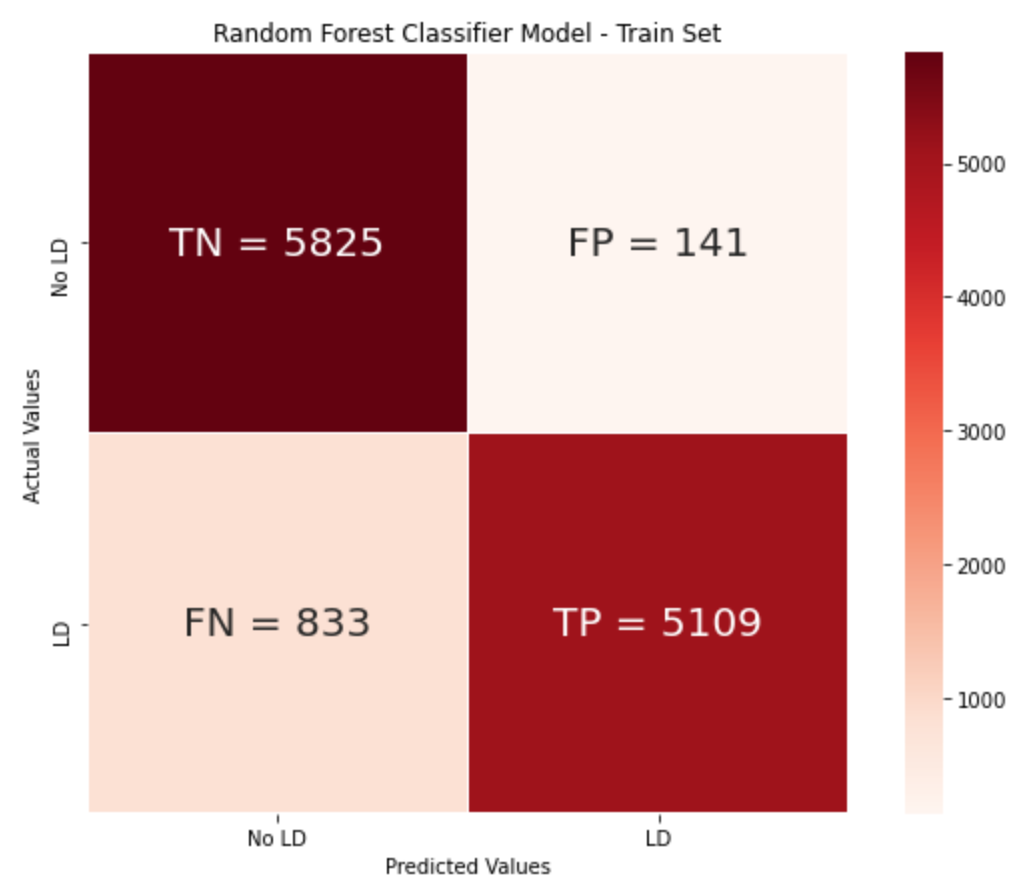 Random Forest Classifier Model - Train Set
TN = 5825
FP = 141
FN = 833
TP = 5109
No LD
LD
Actual Values
No LD
LD
Predicted Values
5000
4000
3000
2000
1000